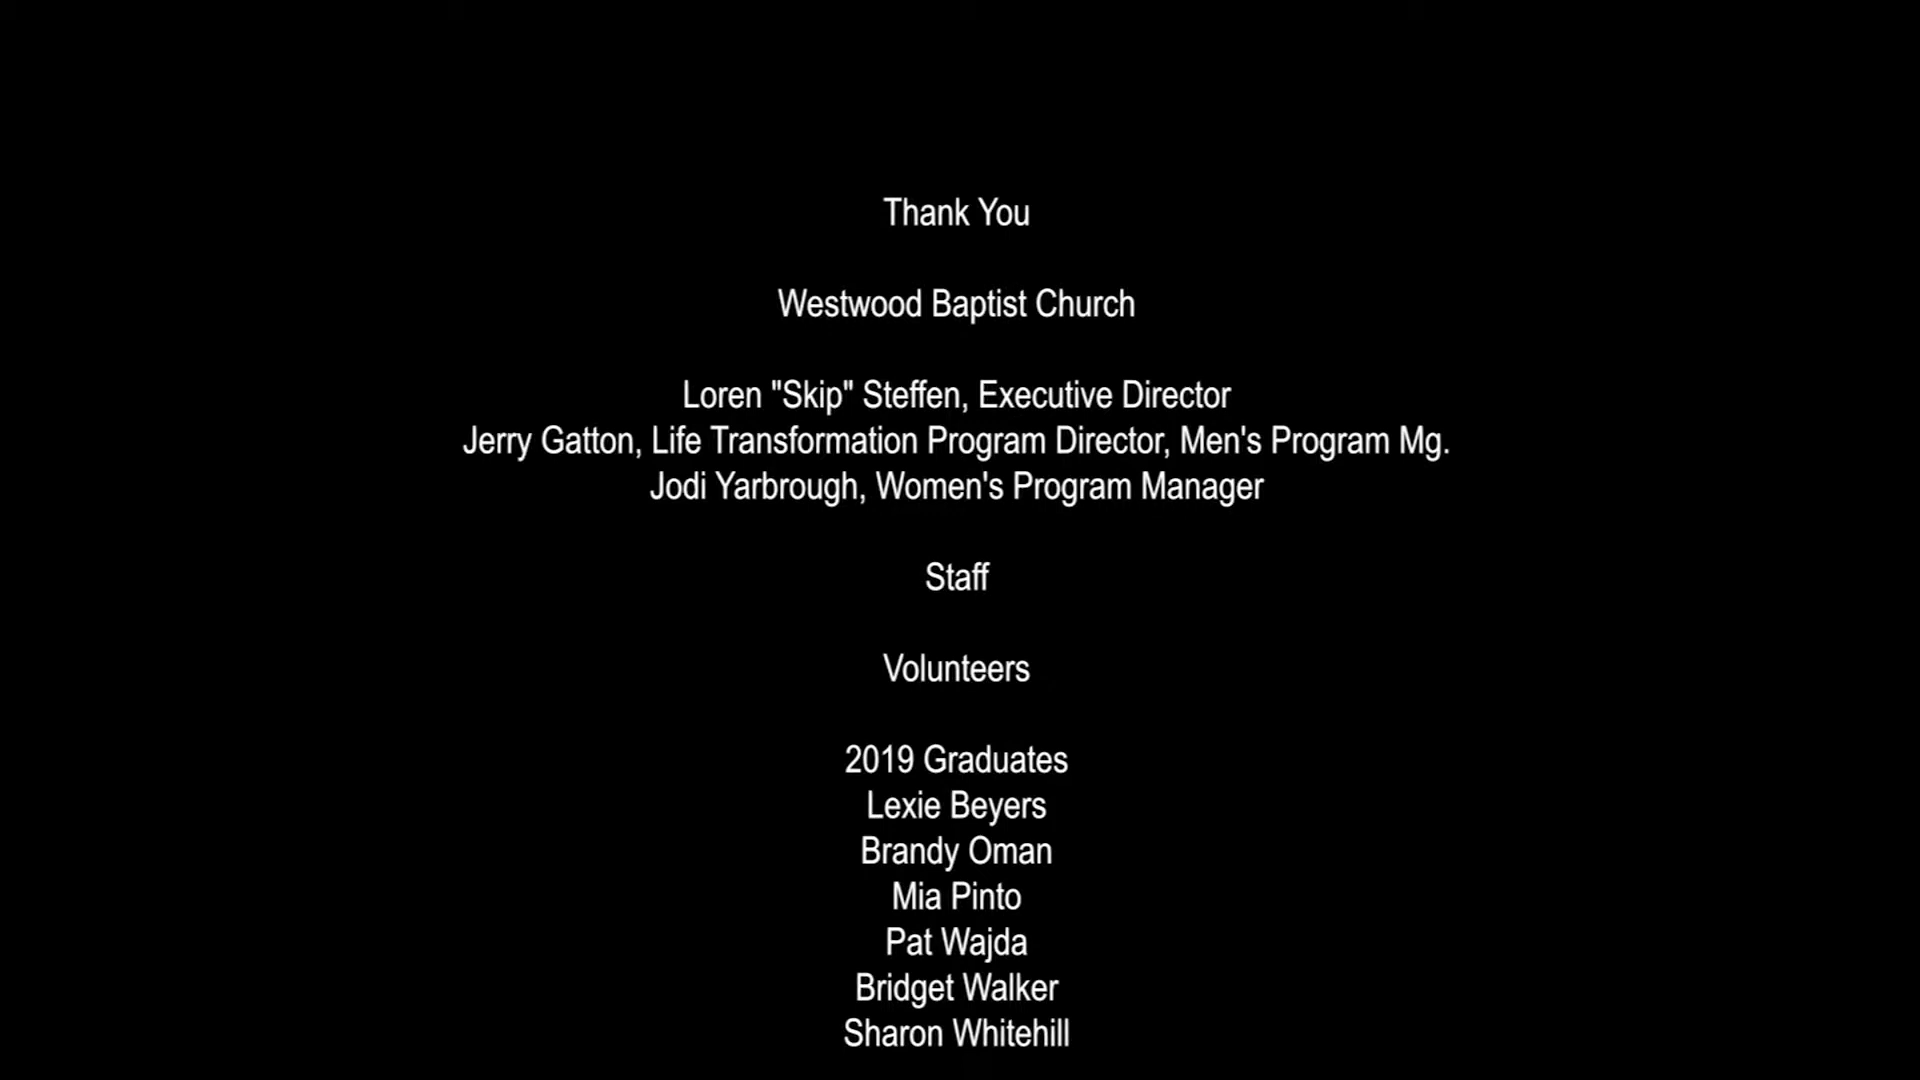 Thank You
Westwood Baptist Church
Loren "Skip" Steffen, Executive Director
Jerry Gatton, Life Transformation Program Director, Men's Program Mg.
Jodi Yarbrough, Women's Program Manager
Staff
Volunteers
2019 Graduates
Lexie Beyers
Brandy Oman
Mia Pinto
Pat Wajda
Bridget Walker
Sharon Whitehill